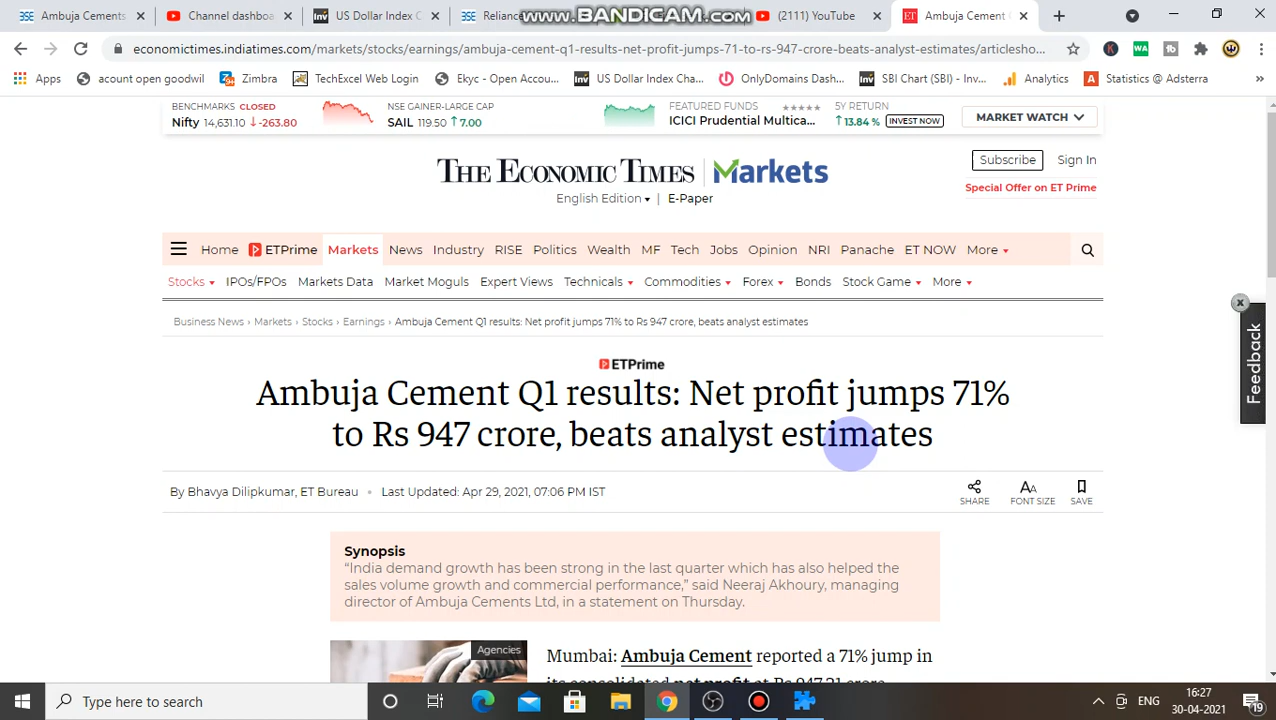 Ambuja Cements
Channel dashboa
US Dollar Index C
Relianc
www.BANDICAM.com
(2111) YouTube
Ambuja Cement
economictimes.indiatimes.com/markets/stocks/earnings/ambuja-cement-q1-results-net-profit-jumps-71-to-rs-947-crore-beats-analyst-estimates/articlesho...
Apps
acount open goodwil
Zimbra
TechExcel Web Login
Ekyc - Open Accou...
US Dollar Index Cha...
OnlyDomains Dash...
SBI Chart (SBI) - Inv...
Analytics
Statistics @ Adsterra
BENCHMARKS CLOSED
Nifty 14,631.10 ↓-263.80
NSE GAINER-LARGE CAP
SAIL 119.50 ↑7.00
FEATURED FUNDS ★★★★★
ICICI Prudential Multica...
5Y RETURN
↑13.84 % INVEST NOW
MARKET WATCH
THE ECONOMIC TIMES | Markets
English Edition | E-Paper
Subscribe Sign In
Special Offer on ET Prime
Home ETPrime Markets News Industry RISE Politics Wealth MF Tech Jobs Opinion NRI Panache ET NOW More
Stocks IPOs/FPOs Markets Data Market Moguls Expert Views Technicals Commodities Forex Bonds Stock Game More
Business News › Markets › Stocks › Earnings › Ambuja Cement Q1 results: Net profit jumps 71% to Rs 947 crore, beats analyst estimates
Feedback
ETPrime
Ambuja Cement Q1 results: Net profit jumps 71%
to Rs 947 crore, beats analyst estimates
By Bhavya Dilipkumar, ET Bureau • Last Updated: Apr 29, 2021, 07:06 PM IST
SHARE FONT SIZE SAVE
Synopsis
“India demand growth has been strong in the last quarter which has also helped the
sales volume growth and commercial performance,” said Neeraj Akhoury, managing
director of Ambuja Cements Ltd, in a statement on Thursday.
Agencies
Mumbai: Ambuja Cement reported a 71% jump in
its consolidated net profit at Rs 947.21 crore
Type here to search
ENG
16:27
30-04-2021
19